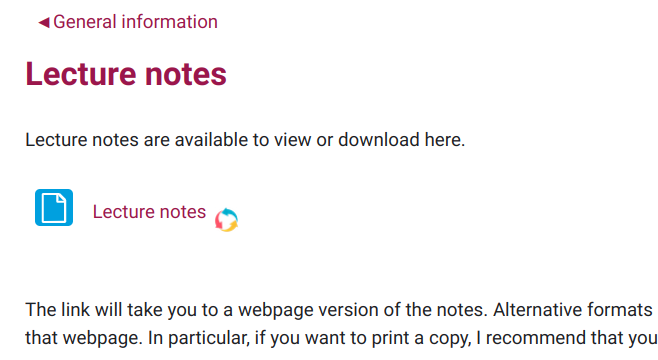 ◄ General information
Lecture notes
Lecture notes are available to view or download here.
Lecture notes
The link will take you to a webpage version of the notes. Alternative formats
that webpage. In particular, if you want to print a copy, I recommend that you